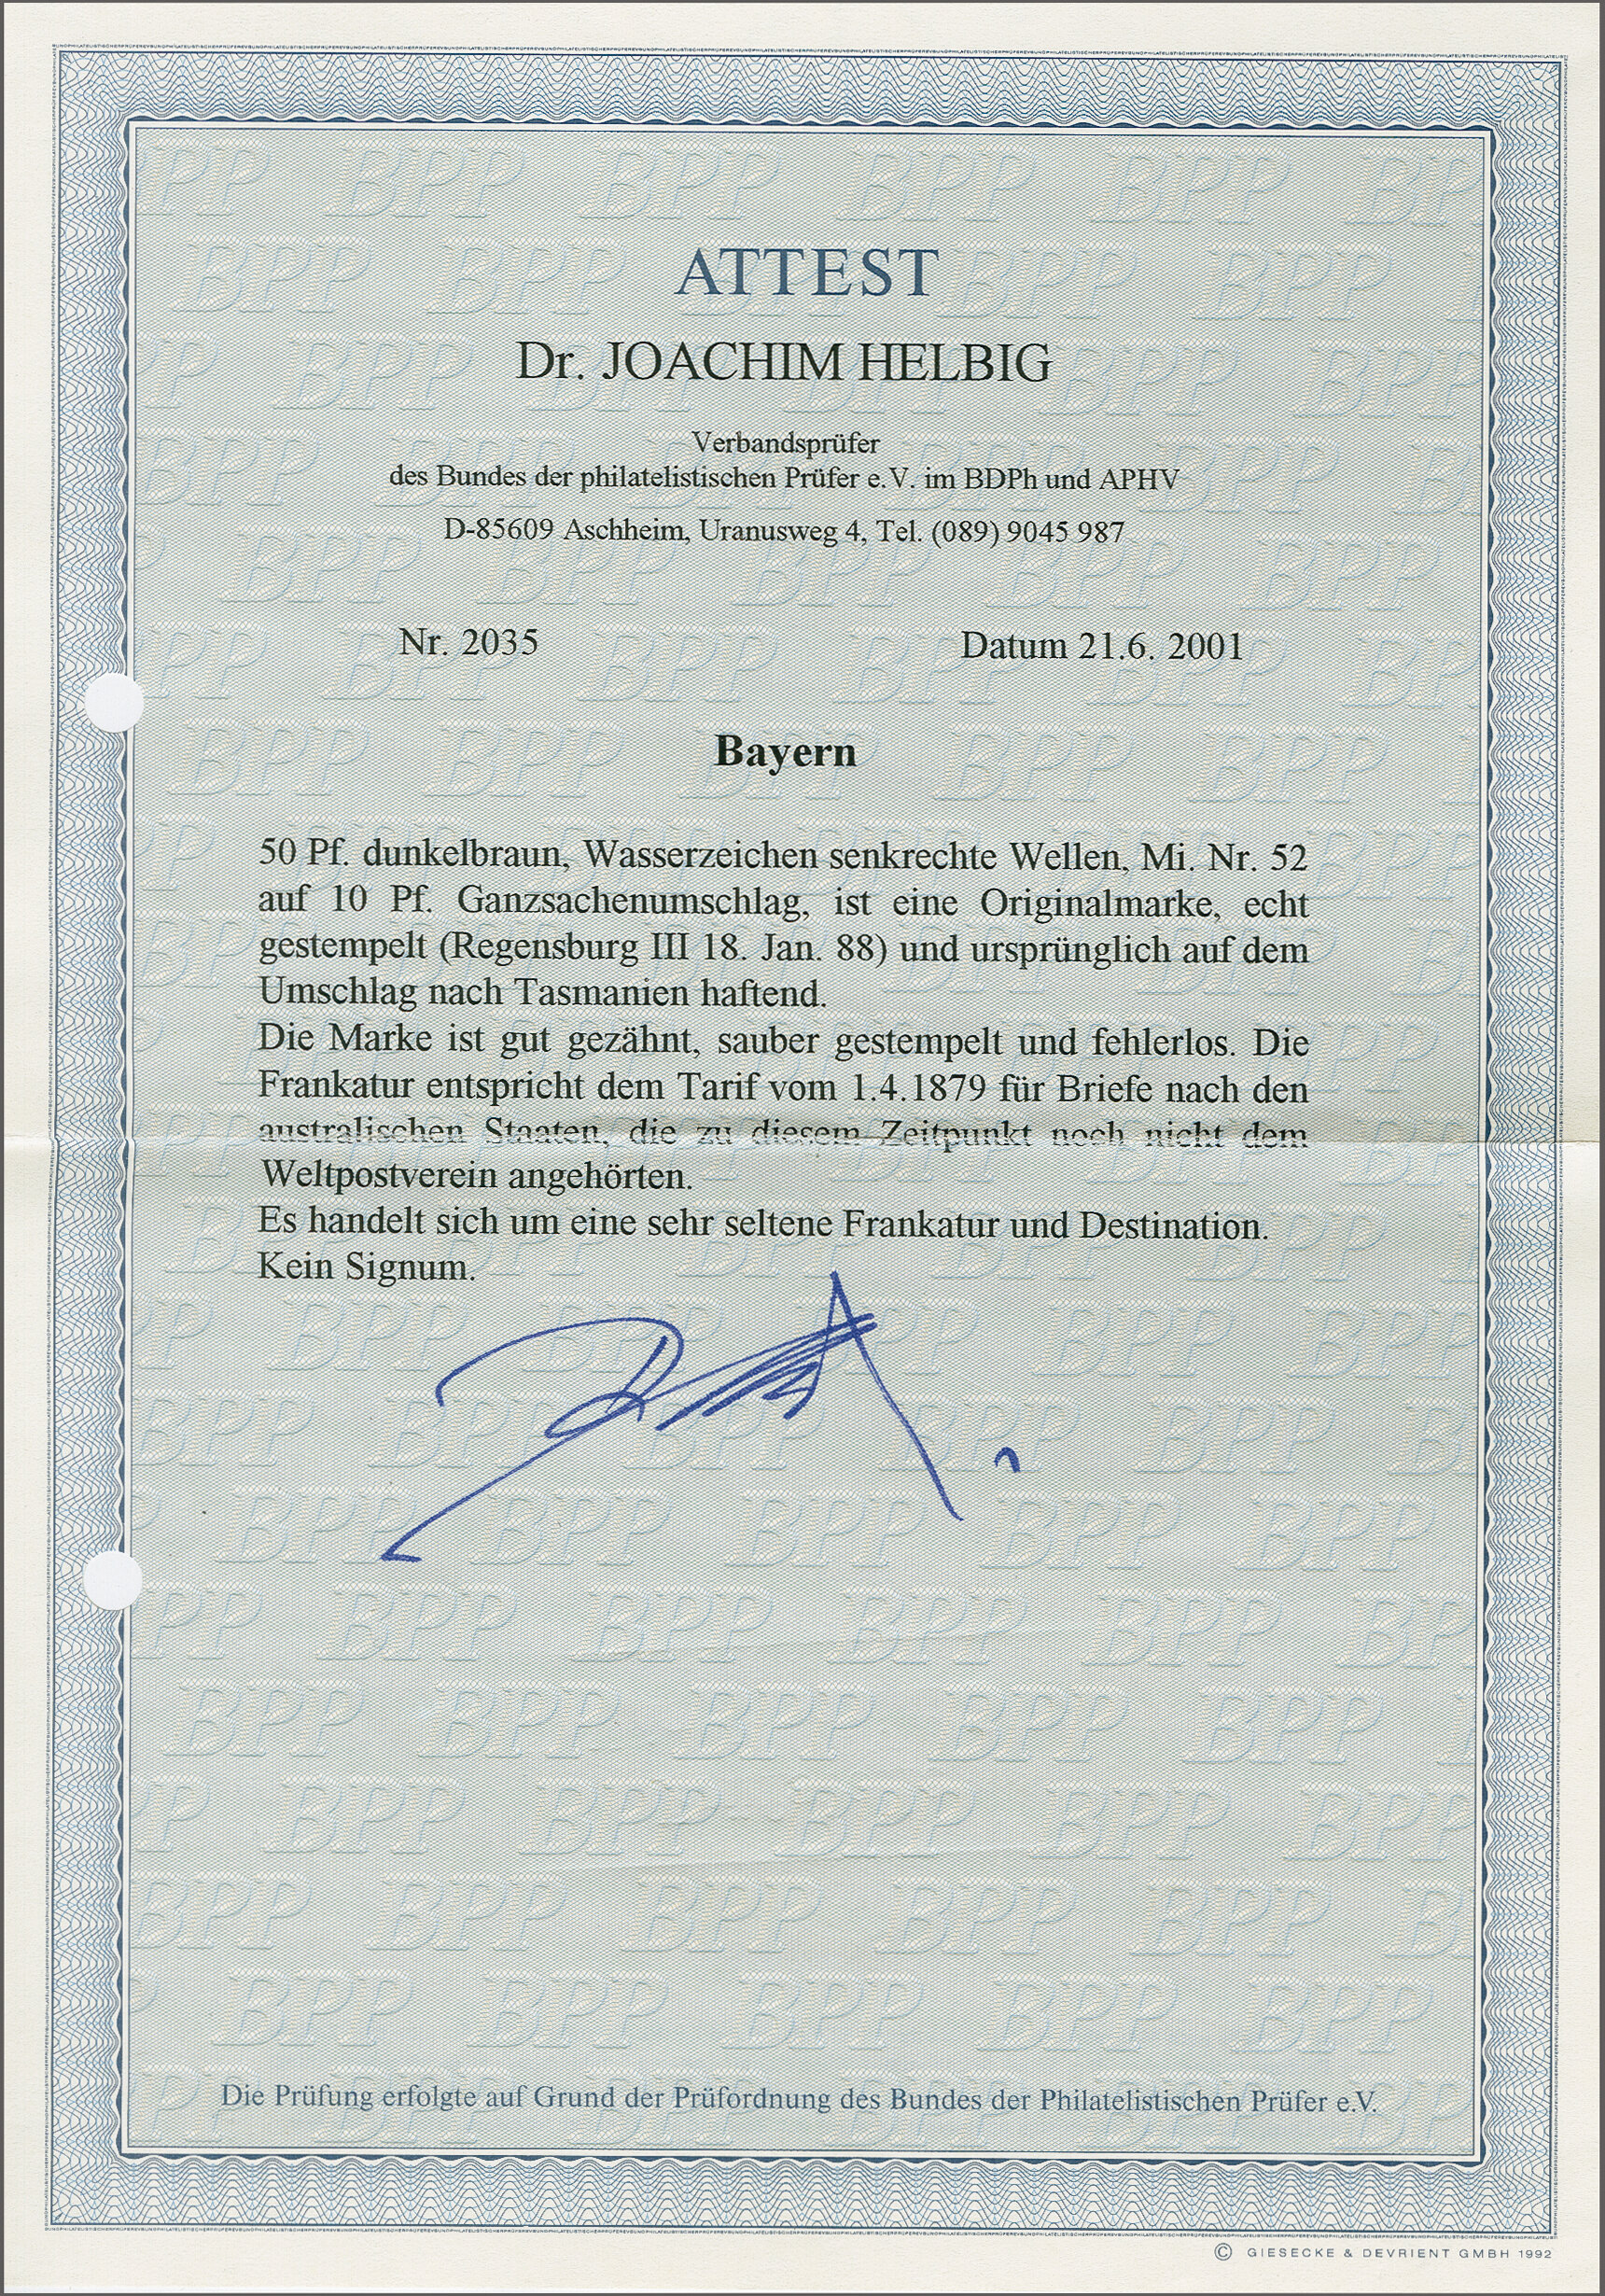 ATTEST
Dr. JOACHIM HELBIG
Verbandsprüfer
des Bundes der philatelistischen Prüfer e.V. im BDPh und APHV
D-85609 Aschheim, Uranusweg 4, Tel. (089) 9045 987
Nr. 2035 Datum 21.6. 2001
Bayern
50 Pf. dunkelbraun, Wasserzeichen senkrechte Wellen, Mi. Nr. 52
auf 10 Pf. Ganzsachenumschlag, ist eine Originalmarke, echt
gestempelt (Regensburg III 18. Jan. 88) und ursprünglich auf dem
Umschlag nach Tasmanien haftend.
Die Marke ist gut gezähnt, sauber gestempelt und fehlerlos. Die
Frankatur entspricht dem Tarif vom 1.4.1879 für Briefe nach den
australischen Staaten, die zu diesem Zeitpunkt noch nicht dem
Weltpostverein angehörten.
Es handelt sich um eine sehr seltene Frankatur und Destination.
Kein Signum.
Die Prüfung erfolgte auf Grund der Prüfordnung des Bundes der Philatelistischen Prüfer e.V.
© GIESECKE & DEVRIENT GMBH 1992